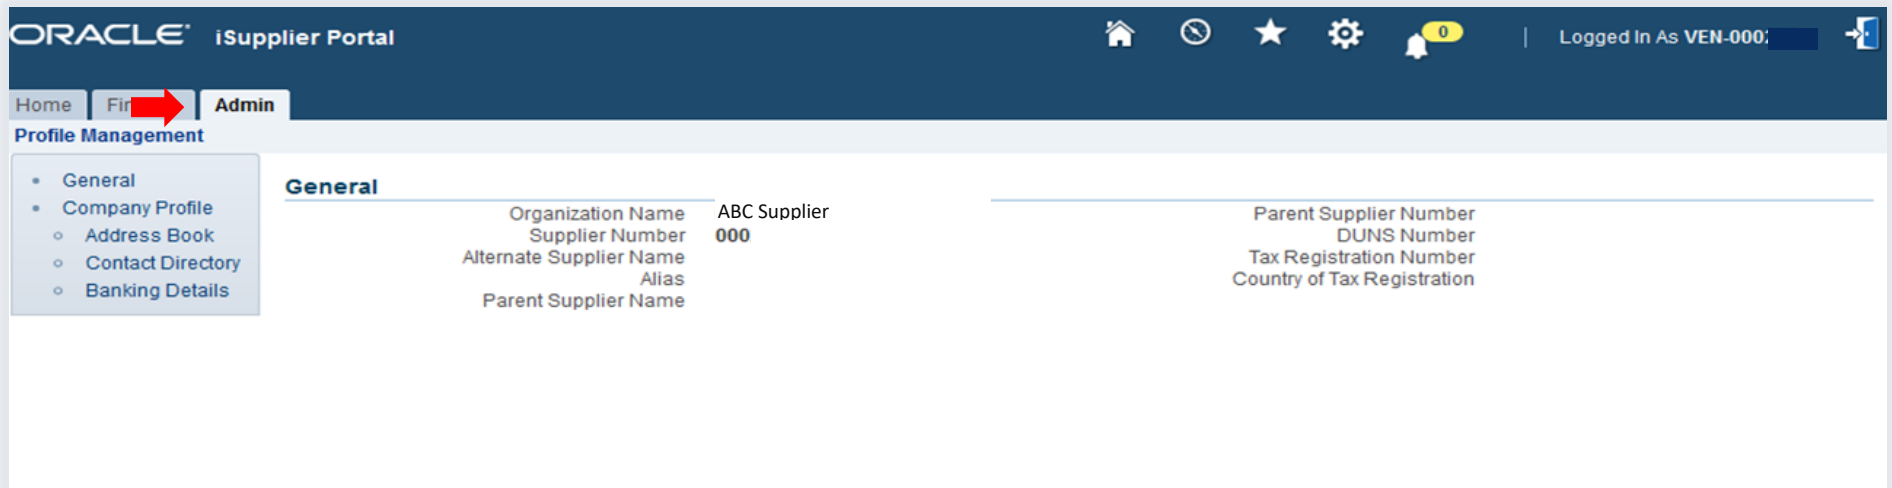 ORACLE iSupplier Portal
0
| Logged In As VEN-000
Home
Admin
Profile Management
General
Company Profile
Address Book
Contact Directory
Banking Details
General
Organization Name ABC Supplier
Supplier Number 000
Alternate Supplier Name
Alias
Parent Supplier Name
Parent Supplier Number
DUNS Number
Tax Registration Number
Country of Tax Registration